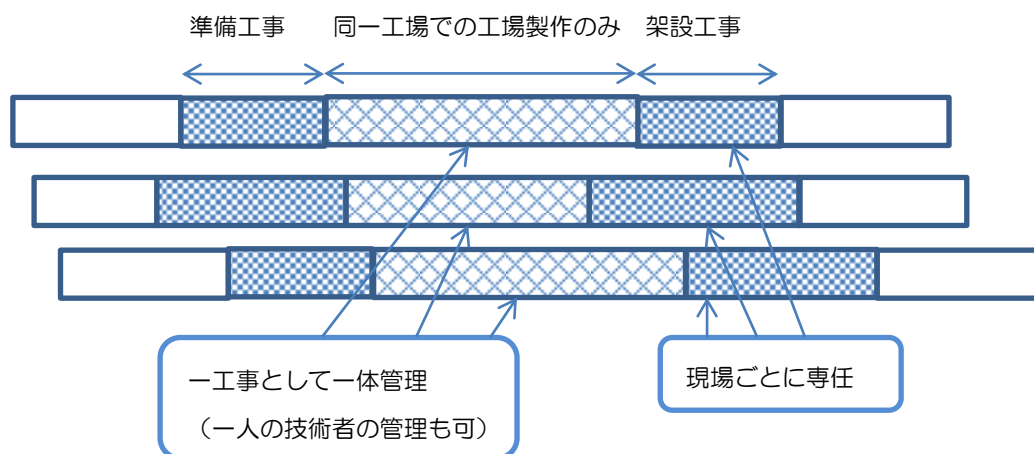 準備工事
同一工場での工場製作のみ
架設工事
一工事として一体管理
（一人の技術者の管理も可）
現場ごとに専任